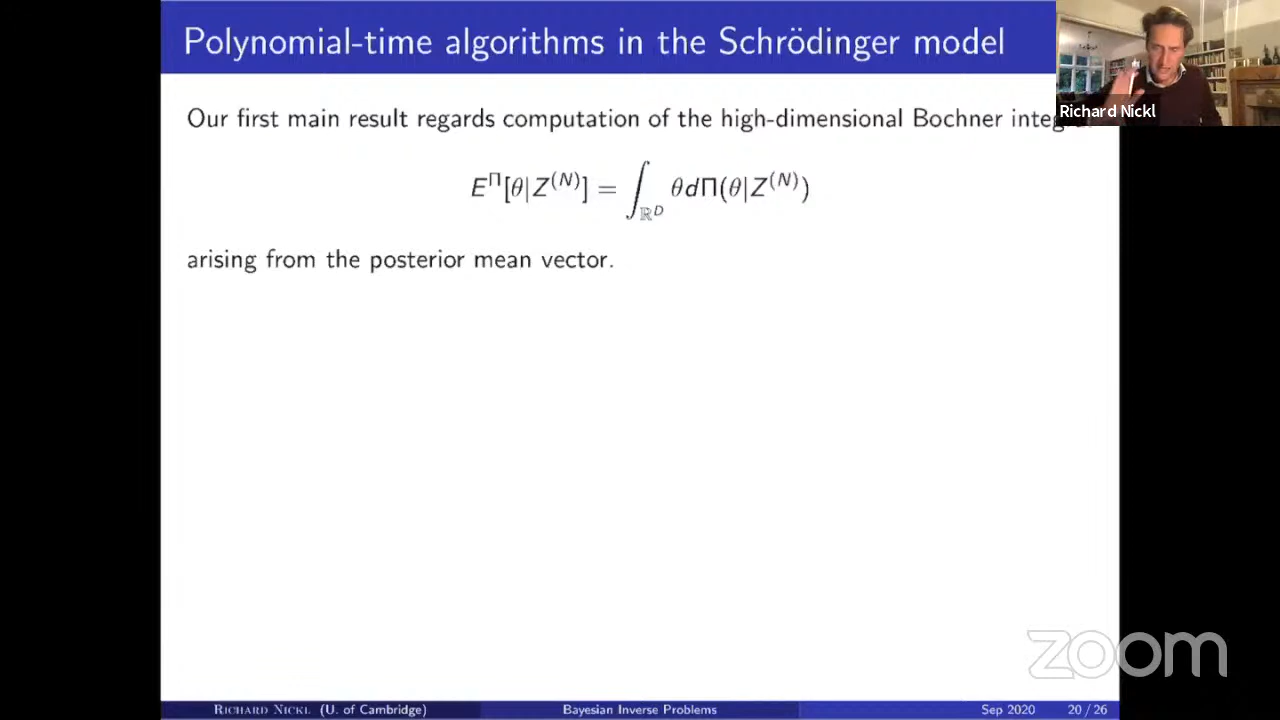 Polynomial-time algorithms in the Schrödinger model
Richard Nickl
Our first main result regards computation of the high-dimensional Bochner
E^Π[θ|Z^(N)] = ∫_ℝ^D θdΠ(θ|Z^(N))
arising from the posterior mean vector.
zoom
Richard Nickl (U. of Cambridge) Bayesian Inverse Problems Sep 2020 20 / 26